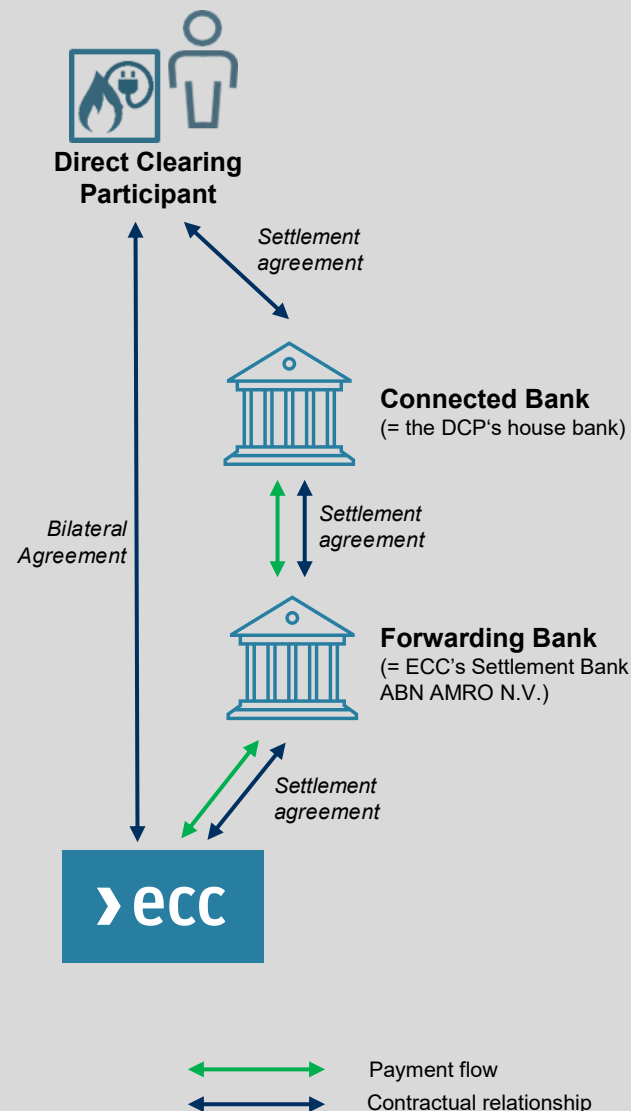 Direct Clearing
Participant
Settlement
agreement
Connected Bank
(= the DCP‘s house bank)
Settlement
agreement
Bilateral
Agreement
Forwarding Bank
(= ECC’s Settlement Bank
ABN AMRO N.V.)
Settlement
agreement
ecc
Payment flow
Contractual relationship